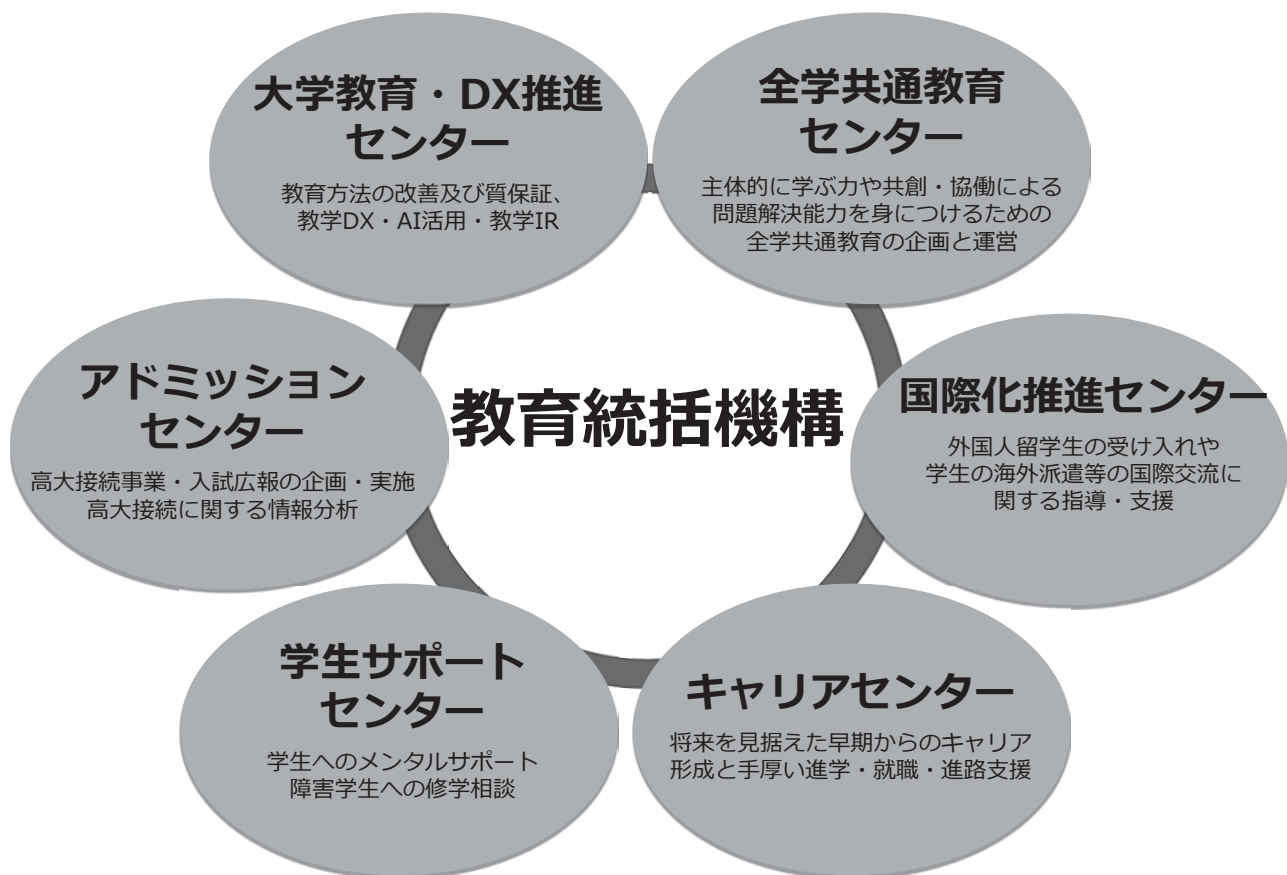 大学教育・DX推進
センター
教育方法の改善及び質保証、
教学DX・AI活用・教学IR
全学共通教育
センター
主体的に学ぶ力や共創・協働による
問題解決能力を身につけるための
全学共通教育の企画と運営
アドミッション
センター
高大接続事業・入試広報の企画・実施
高大接続に関する情報分析
教育統括機構
国際化推進センター
外国人留学生の受け入れや
学生の海外派遣等の国際交流に
関する指導・支援
学生サポート
センター
学生へのメンタルサポート
障害学生への修学相談
キャリアセンター
将来を見据えた早期からのキャリア
形成と手厚い進学・就職・進路支援